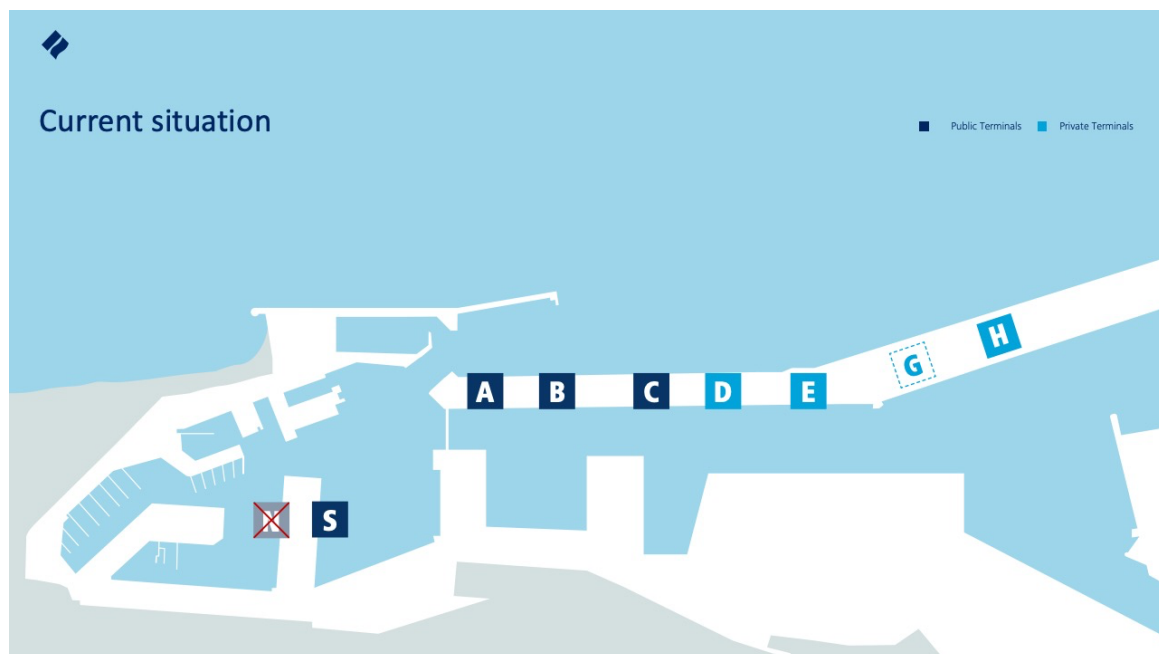 Current situation
Public Terminals Private Terminals
H
G
A B C D E
N S